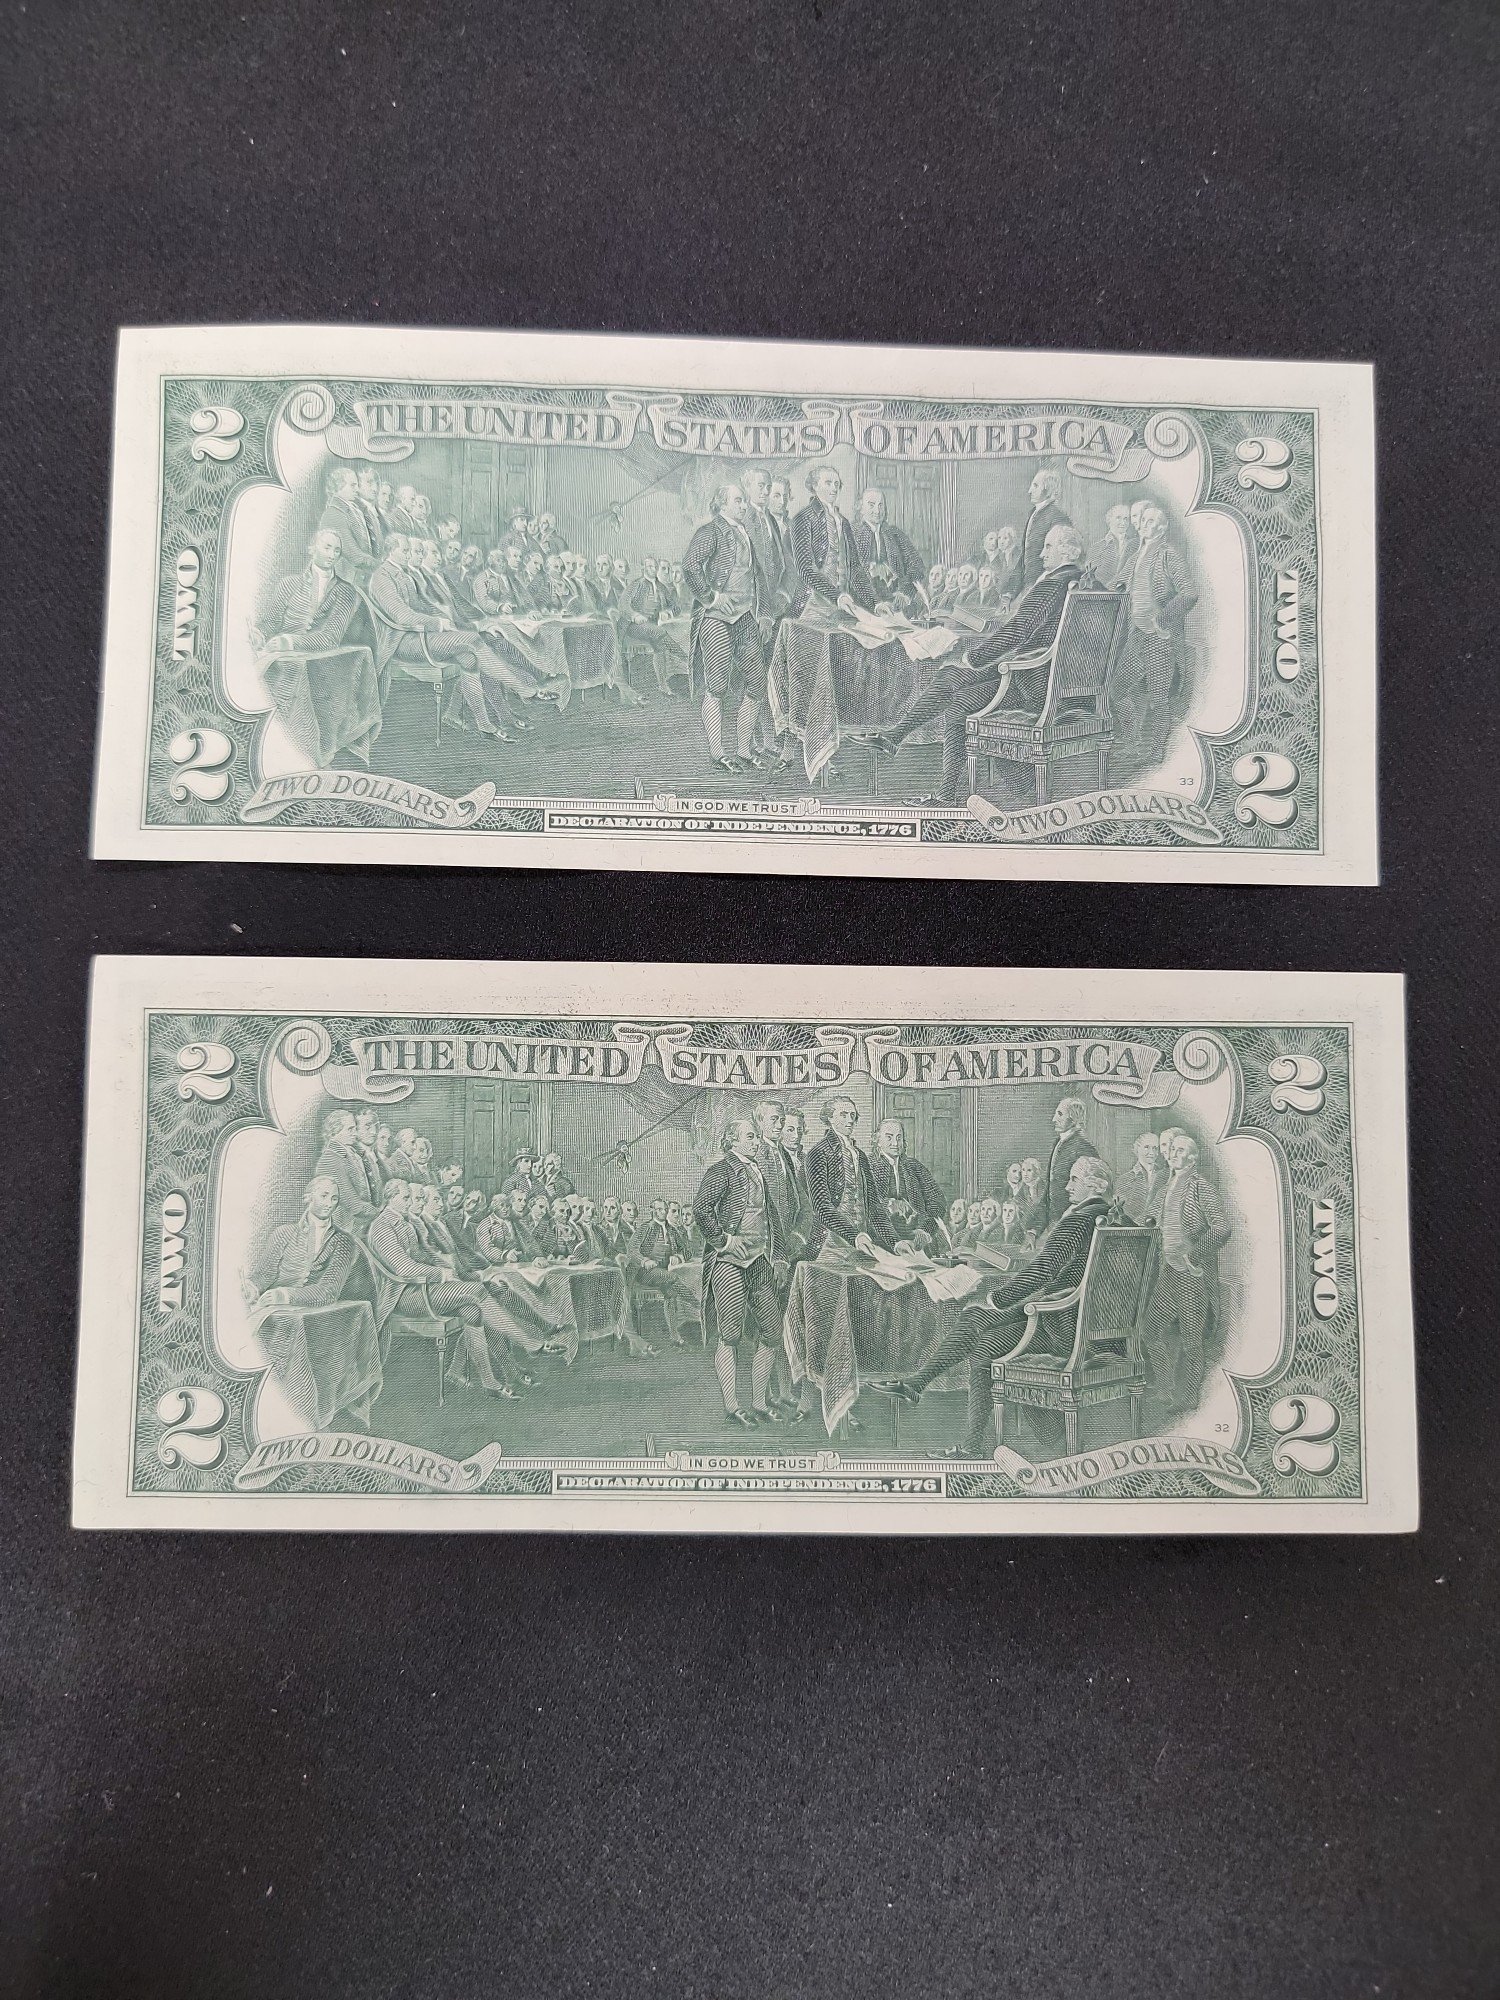 2 THE UNITED STATES OF AMERICA 2
TWO TWO
33
2 TWO DOLLARS IN GOD WE TRUST TWO DOLLARS 2
DECLARATION OF INDEPENDENCE, 1776
2 THE UNITED STATES OF AMERICA 2
TWO TWO
32
2 TWO DOLLARS IN GOD WE TRUST TWO DOLLARS 2
DECLARATION OF INDEPENDENCE, 1776